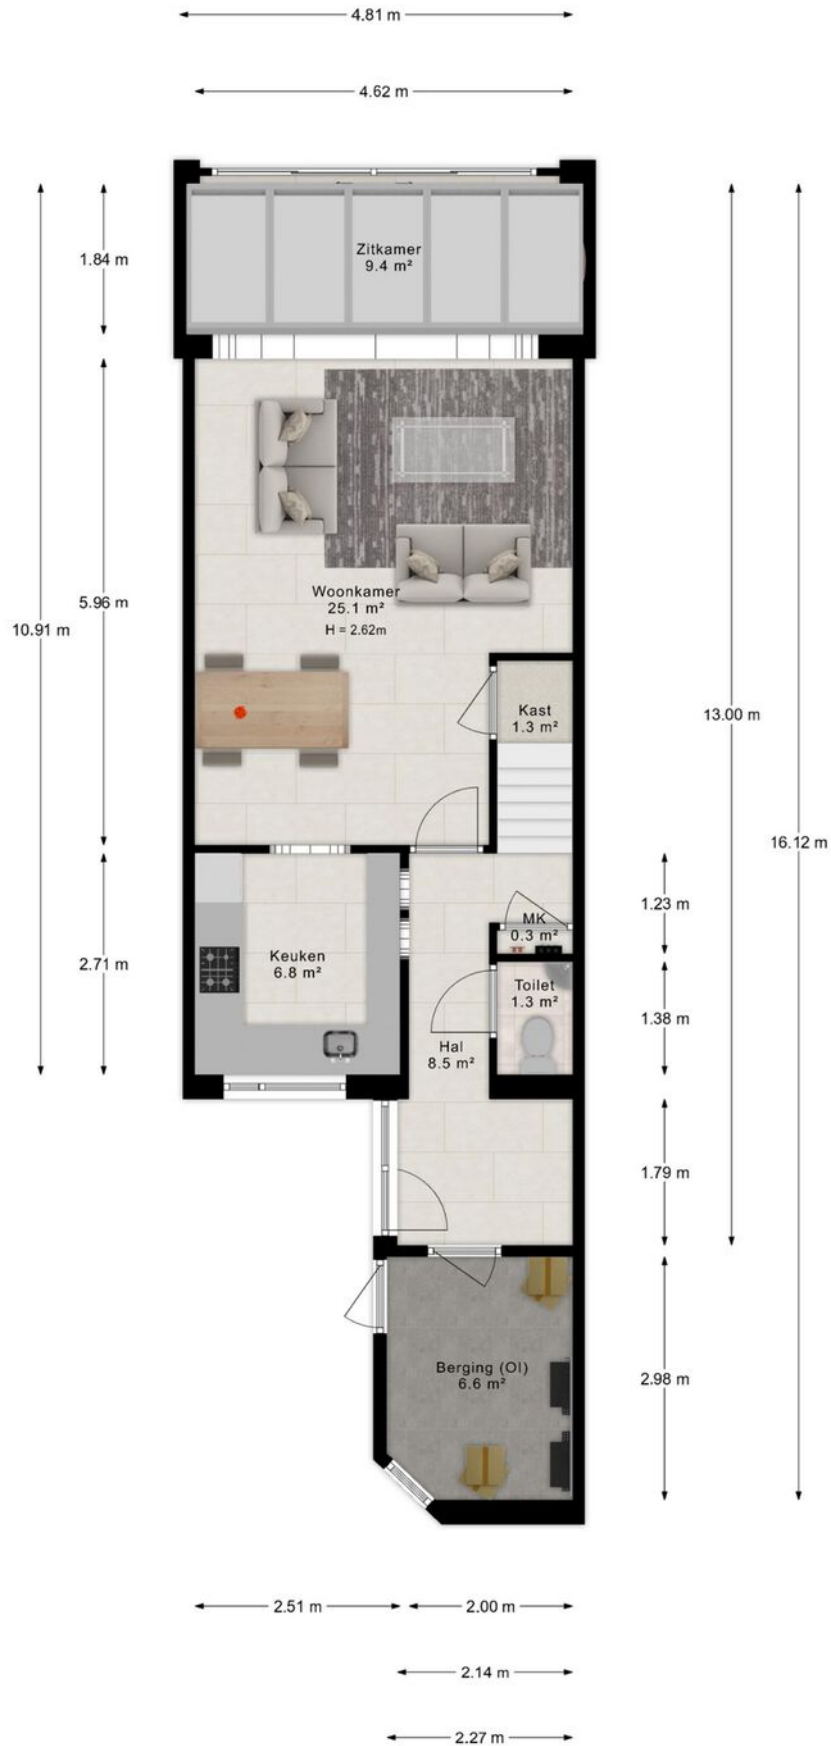 4.81 m
4.62 m
Zitkamer
9.4 m²
1.84 m
Woonkamer
25.1 m²
H = 2.62m
5.96 m
10.91 m
Kast
1.3 m²
13.00 m
16.12 m
1.23 m
MK
0.3 m²
Keuken
6.8 m²
2.71 m
Toilet
1.3 m²
1.38 m
Hal
8.5 m²
1.79 m
Berging (OI)
6.6 m²
2.98 m
2.51 m
2.00 m
2.14 m
2.27 m